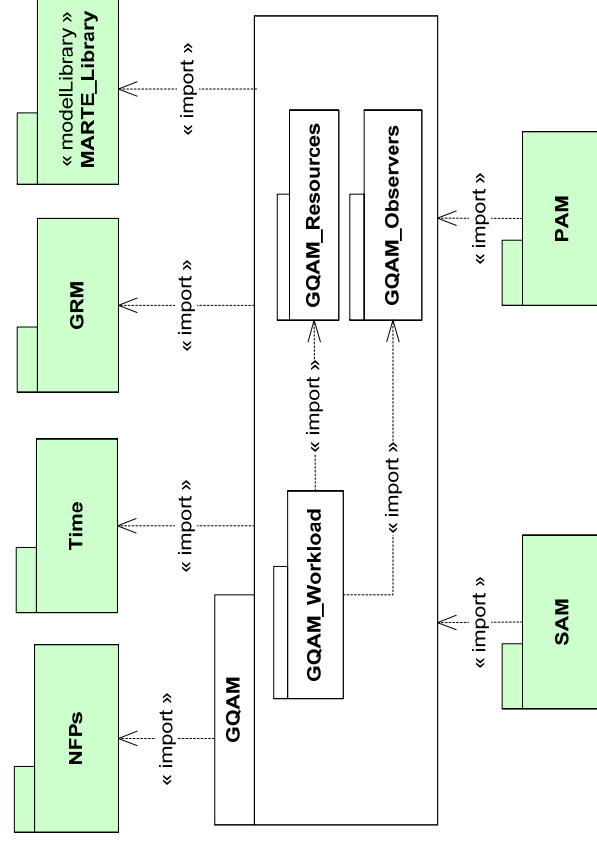 NFPs
Time
GRM
« modelLibrary »
MARTE_Library
« import »
« import »
« import »
« import »
GQAM
GQAM_Workload
« import »
GQAM_Resources
« import »
GQAM_Observers
« import »
« import »
SAM
PAM